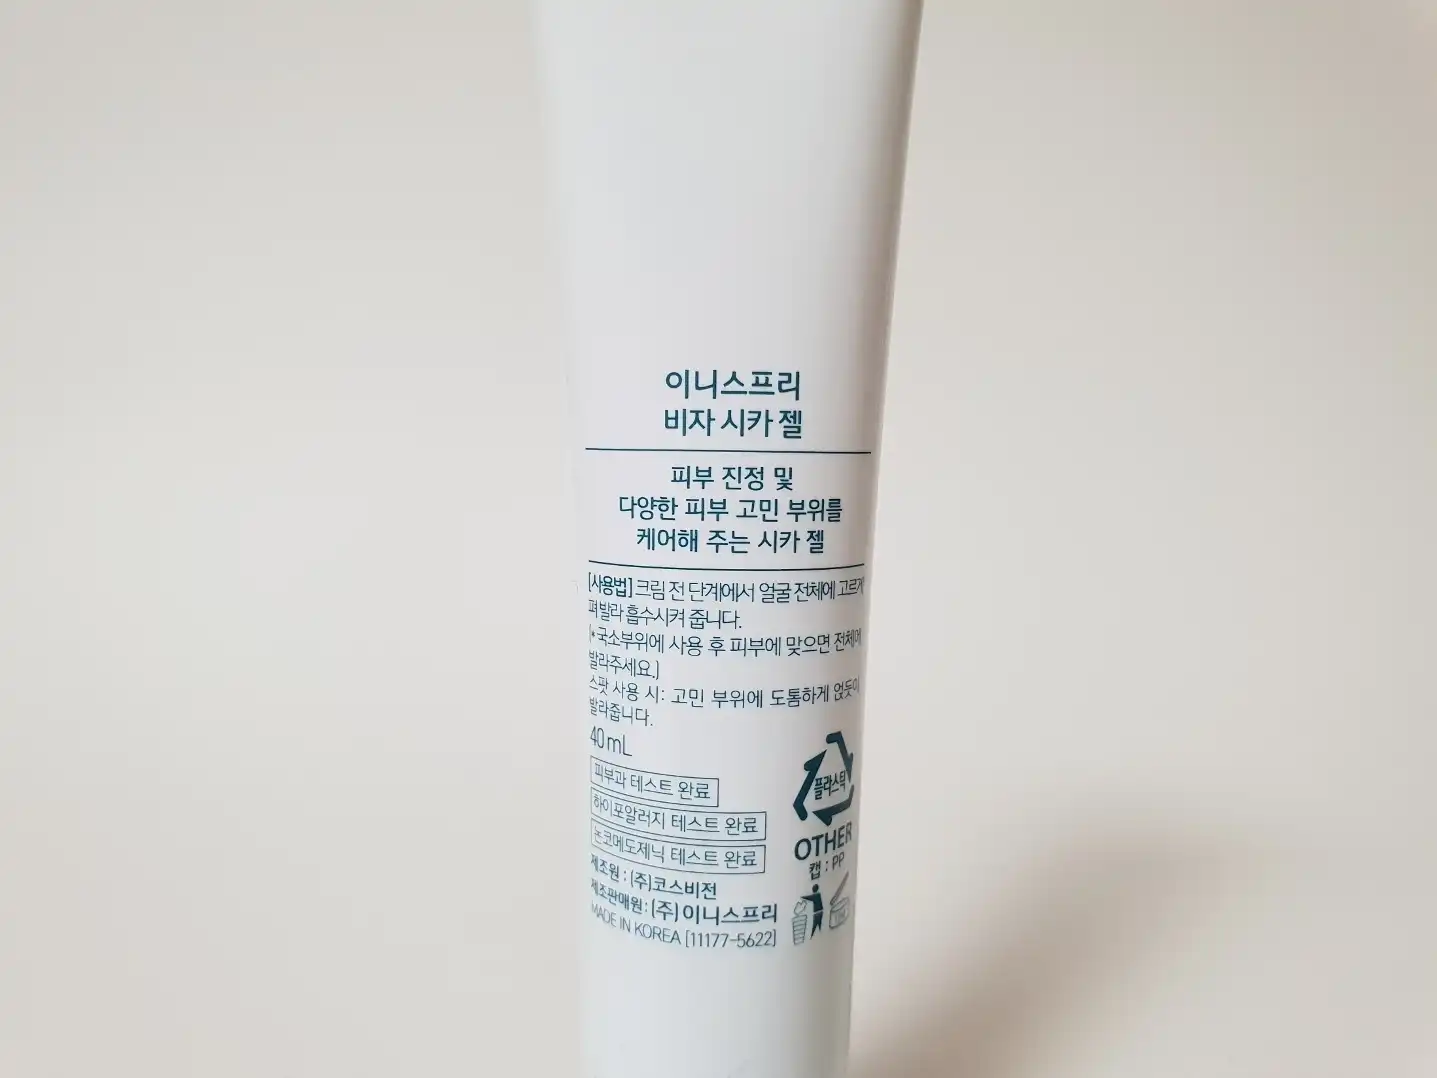 이니스프리
비자 시카 젤
피부 진정 및
다양한 피부 고민 부위를
케어해 주는 시카 젤
[사용법] 크림 전 단계에서 얼굴 전체에 고르게
펴 발라 흡수시켜 줍니다.
(*국소부위에 사용 후 피부에 맞으면 전체에
발라주세요.)
스팟 사용 시: 고민 부위에 도톰하게 얹듯이
발라줍니다.
40mL
피부과 테스트 완료
하이포알러지 테스트 완료
논코메도제닉 테스트 완료
제조원 : (주)코스비전
제조판매원 : (주)이니스프리
MADE IN KOREA [11177-5622]
플라스틱
OTHER
캡 : PP